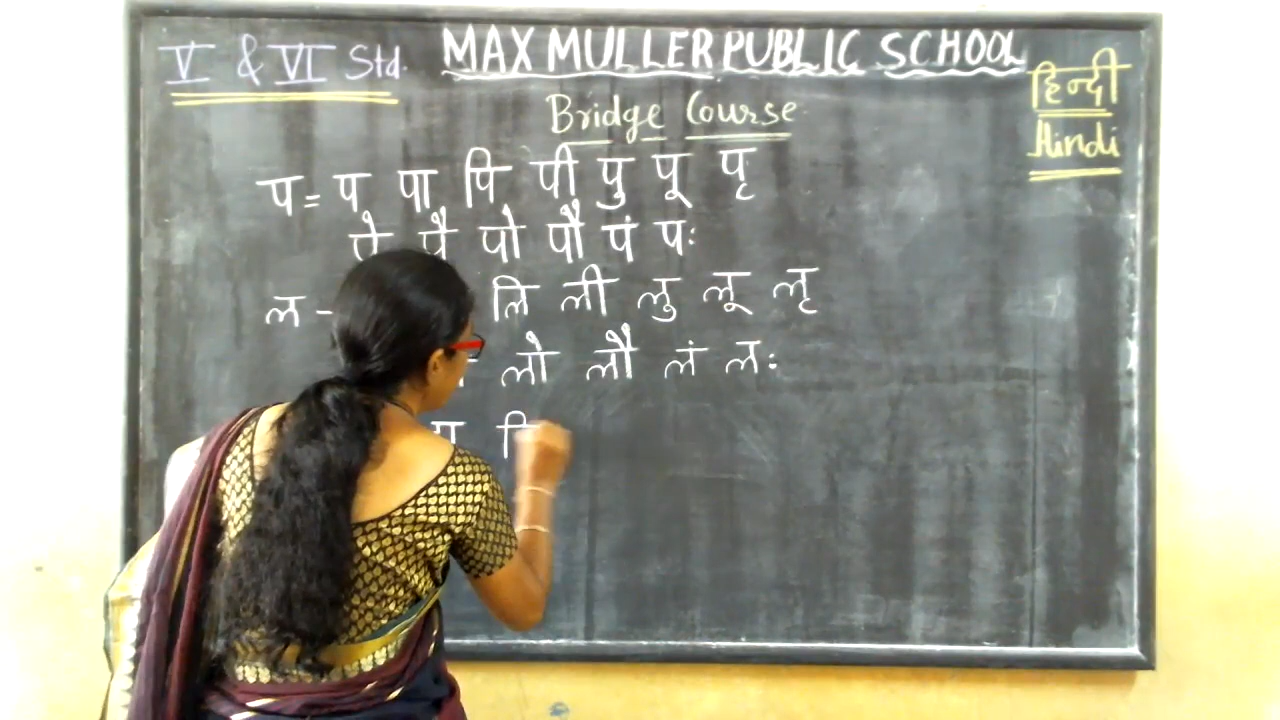 V & VI Std. MAX MULLER PUBLIC SCHOOL
हिन्दी
Hindi
Bridge Course
प = प पा पि पी पु पू पृ
पे पै पो पौ पं पः
ल - लि ली लु लू लृ
लो लौ लं लः